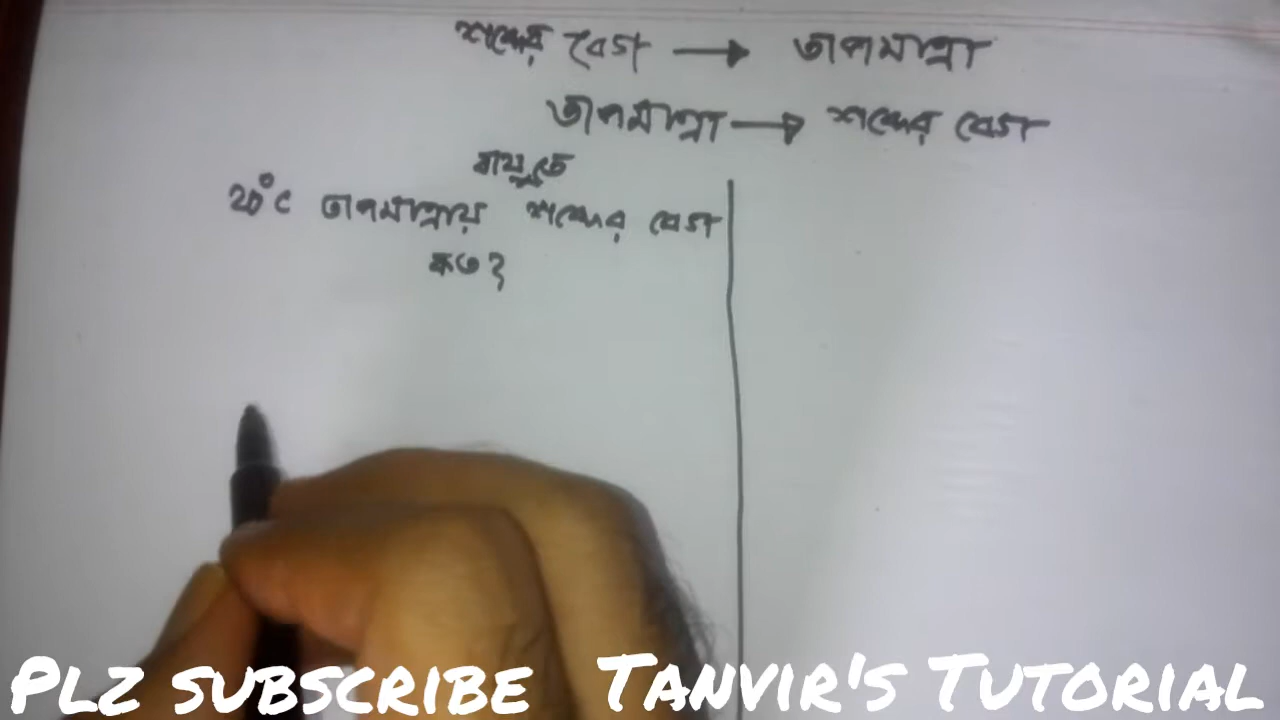 শব্দের বেগ → তাপমাত্রা
তাপমাত্রা → শব্দের বেগ
বায়ুতে
20°C তাপমাত্রায় শব্দের বেগ
কত?
PLZ SUBSCRIBE TANVIR'S TUTORIAL